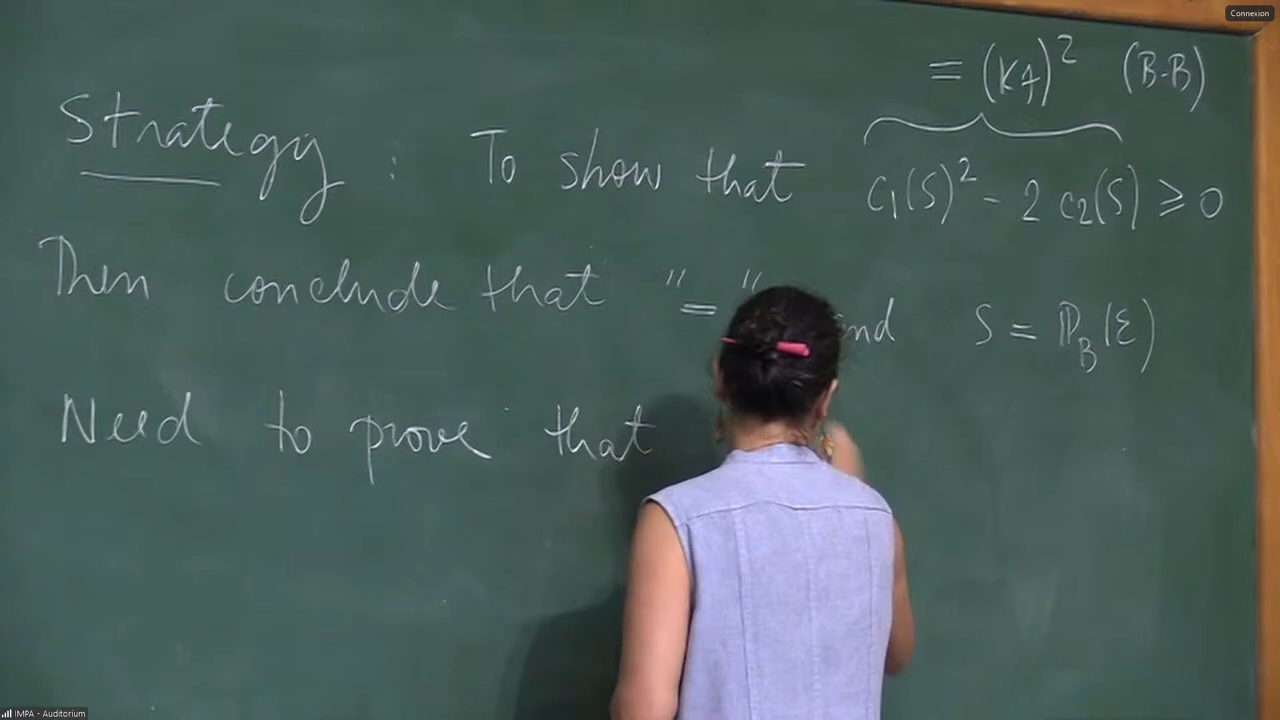 Connexion
= (K_F)² (B-B)
Strategy : To show that C₁(S)² - 2 C₂(S) ⩾ 0
Then conclude that "=" and S = ℙ_B(ℰ)
Need to prove that
IMPA - Auditorium